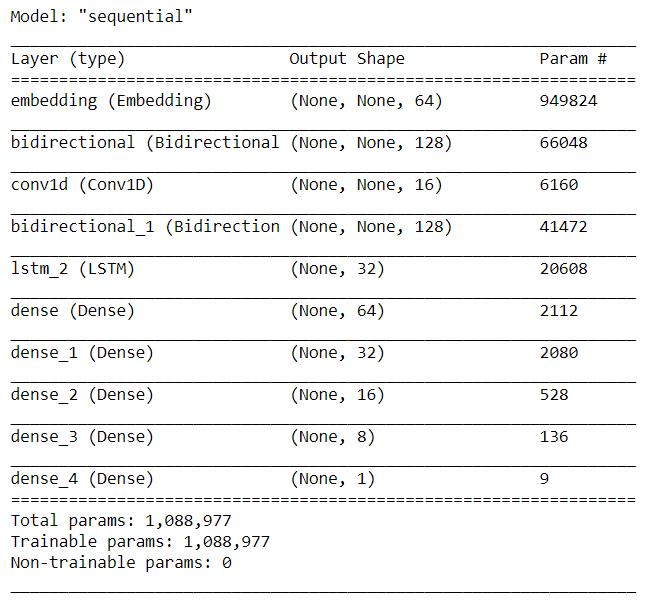 Model: "sequential"
_________________________________________________________________
Layer (type)                 Output Shape              Param #
=================================================================
embedding (Embedding)        (None, None, 64)          949824
_________________________________________________________________
bidirectional (Bidirectional (None, None, 128)         66048
_________________________________________________________________
conv1d (Conv1D)              (None, None, 16)          6160
_________________________________________________________________
bidirectional_1 (Bidirection (None, None, 128)         41472
_________________________________________________________________
lstm_2 (LSTM)                (None, 32)                20608
_________________________________________________________________
dense (Dense)                (None, 64)                2112
_________________________________________________________________
dense_1 (Dense)              (None, 32)                2080
_________________________________________________________________
dense_2 (Dense)              (None, 16)                528
_________________________________________________________________
dense_3 (Dense)              (None, 8)                 136
_________________________________________________________________
dense_4 (Dense)              (None, 1)                 9
=================================================================
Total params: 1,088,977
Trainable params: 1,088,977
Non-trainable params: 0
_________________________________________________________________